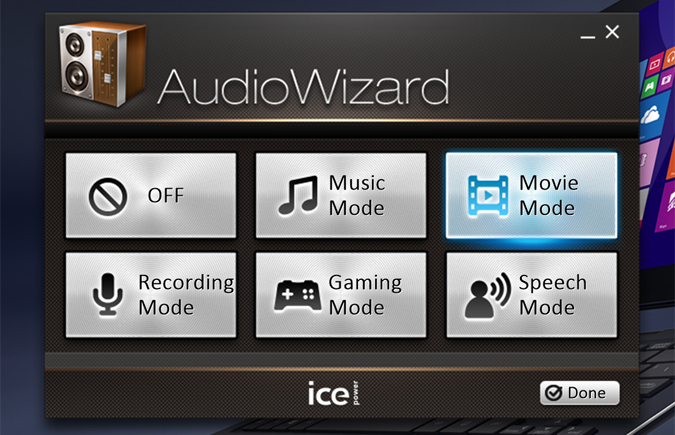 AudioWizard
OFF
Music
Mode
Movie
Mode
Recording
Mode
Gaming
Mode
Speech
Mode
ice
power
Done